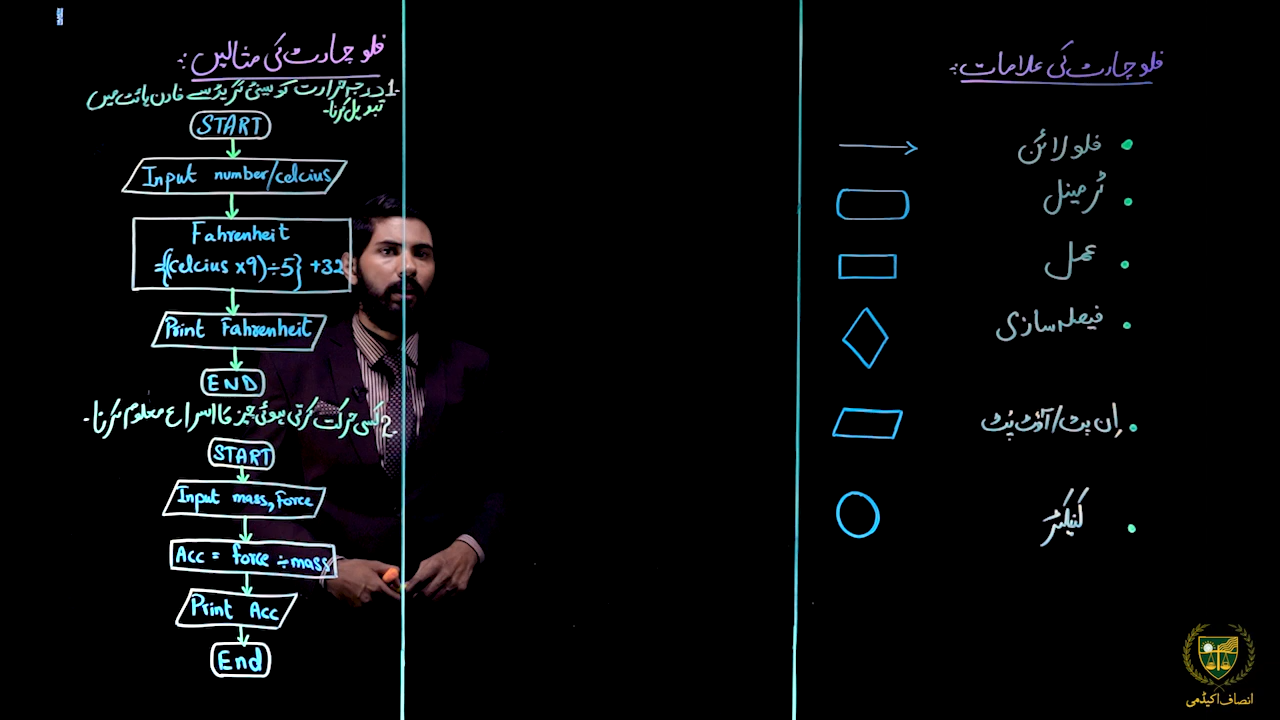 فلو چارٹ کی علامات:
فلو لائن
ٹرمینل
عمل
فیصلہ سازی
اِن پٹ/آؤٹ پُٹ
کنیکٹر
فلو چارٹ کی مثالیں:
1- درجہ حرارت کو سینٹی گریڈ سے فارن ہائٹ میں
تبدیل کرنا۔
START
Input number/celcius
Fahrenheit
={(celcius x9)÷5} +32
Print Fahrenheit
END
2. کسی حرکت کرتی ہوئی چیز کا اسراع معلوم کرنا۔
START
Input mass, Force
Acc = force ÷ mass
Print Acc
End
انصاف اکیڈمی